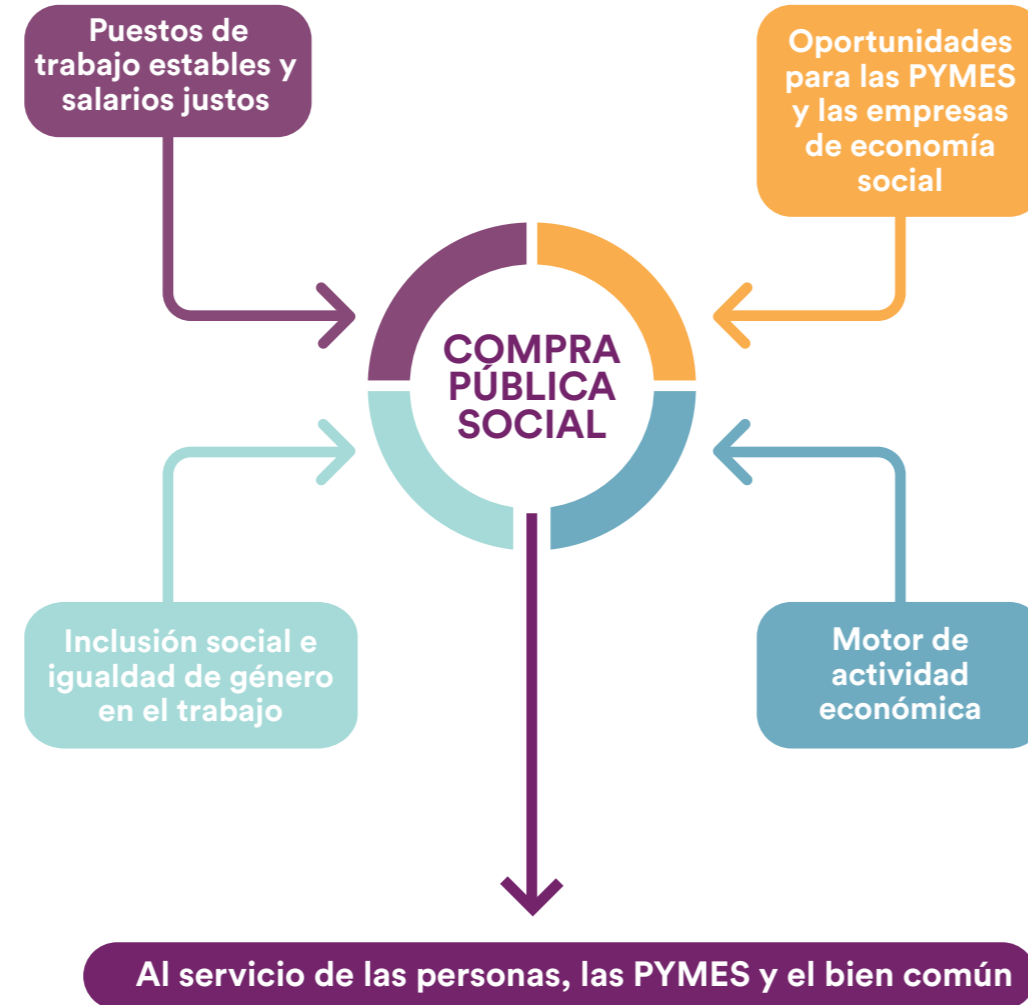 Puestos de
trabajo estables y
salarios justos
Oportunidades
para las PYMES
y las empresas
de economía
social
COMPRA
PÚBLICA
SOCIAL
Inclusión social e
igualdad de género
en el trabajo
Motor de
actividad
económica
Al servicio de las personas, las PYMES y el bien común